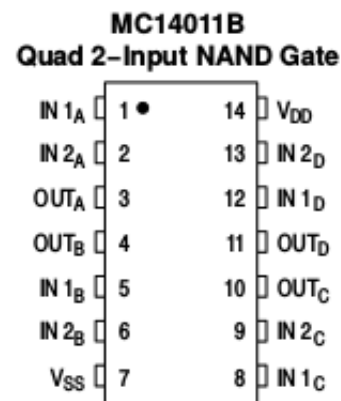 MC14011B
Quad 2–Input NAND Gate
IN 1A 1 14 VDD
IN 2A 2 13 IN 2D
OUTA 3 12 IN 1D
OUTB 4 11 OUTD
IN 1B 5 10 OUTC
IN 2B 6 9 IN 2C
VSS 7 8 IN 1C